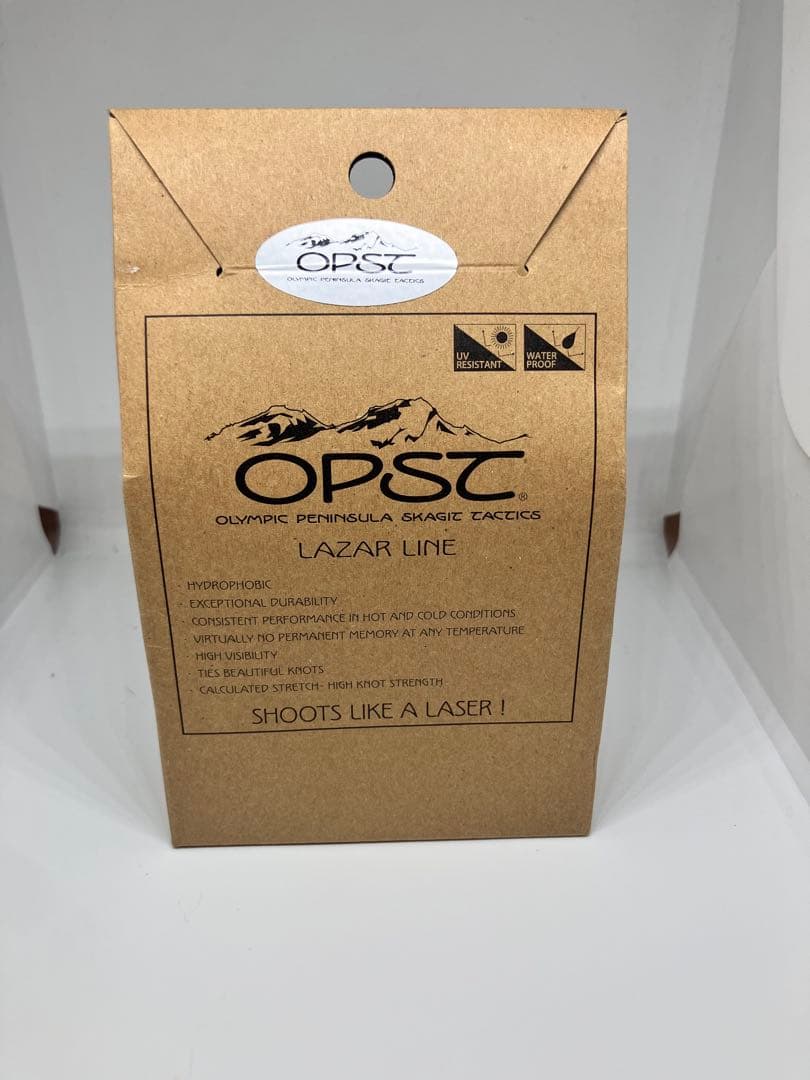 OPST
OLYMPIC PENINSULA SKAGIT TACTICS
UV RESISTANT
WATER PROOF
OPST®
OLYMPIC PENINSULA SKAGIT TACTICS
LAZAR LINE
· HYDROPHOBIC
· EXCEPTIONAL DURABILITY
· CONSISTENT PERFORMANCE IN HOT AND COLD CONDITIONS
· VIRTUALLY NO PERMANENT MEMORY AT ANY TEMPERATURE
· HIGH VISIBILITY
· TIES BEAUTIFUL KNOTS
· CALCULATED STRETCH- HIGH KNOT STRENGTH
SHOOTS LIKE A LASER !